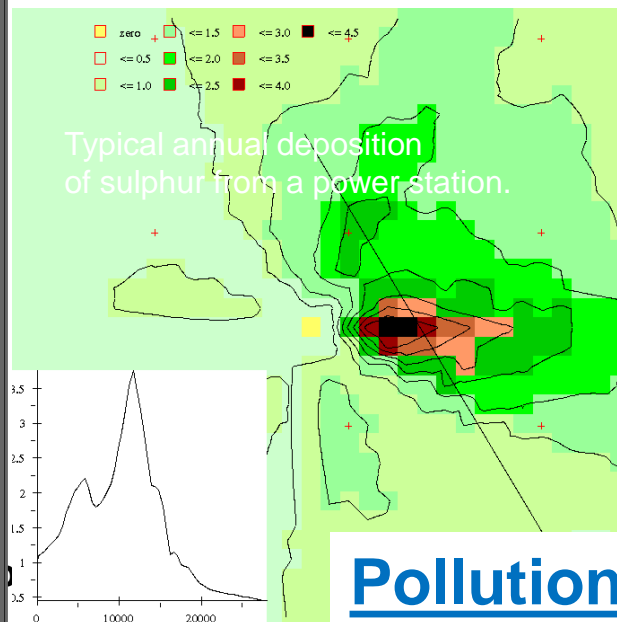 zero <= 1.5 <= 3.0 <= 4.5
<= 0.5 <= 2.0 <= 3.5
<= 1.0 <= 2.5 <= 4.0
Typical annual deposition
of sulphur from a power station.
3.5
2.5
2
1.5
1
0.5
0 10000 20000
Pollution